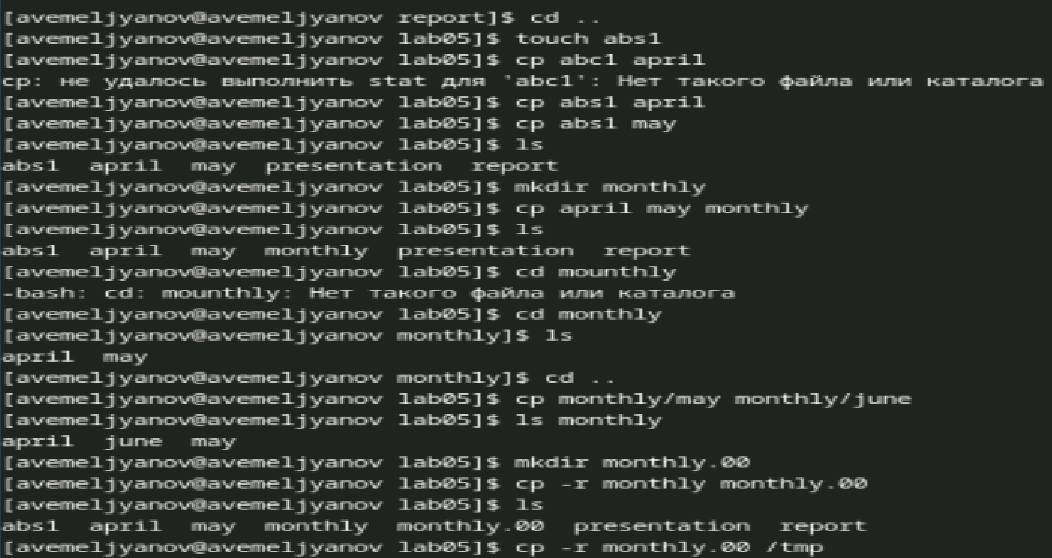 [avemeljyanov@avemeljyanov report]$ cd ..
[avemeljyanov@avemeljyanov lab05]$ touch abs1
[avemeljyanov@avemeljyanov lab05]$ cp abc1 april
cp: не удалось выполнить stat для 'abc1': Нет такого файла или каталога
[avemeljyanov@avemeljyanov lab05]$ cp abs1 april
[avemeljyanov@avemeljyanov lab05]$ cp abs1 may
[avemeljyanov@avemeljyanov lab05]$ ls
abs1  april  may  presentation  report
[avemeljyanov@avemeljyanov lab05]$ mkdir monthly
[avemeljyanov@avemeljyanov lab05]$ cp april may monthly
[avemeljyanov@avemeljyanov lab05]$ ls
abs1  april  may  monthly  presentation  report
[avemeljyanov@avemeljyanov lab05]$ cd mounthly
-bash: cd: mounthly: Нет такого файла или каталога
[avemeljyanov@avemeljyanov lab05]$ cd monthly
[avemeljyanov@avemeljyanov monthly]$ ls
april  may
[avemeljyanov@avemeljyanov monthly]$ cd ..
[avemeljyanov@avemeljyanov lab05]$ cp monthly/may monthly/june
[avemeljyanov@avemeljyanov lab05]$ ls monthly
april  june  may
[avemeljyanov@avemeljyanov lab05]$ mkdir monthly.00
[avemeljyanov@avemeljyanov lab05]$ cp -r monthly monthly.00
[avemeljyanov@avemeljyanov lab05]$ ls
abs1  april  may  monthly  monthly.00  presentation  report
[avemeljyanov@avemeljyanov lab05]$ cp -r monthly.00 /tmp